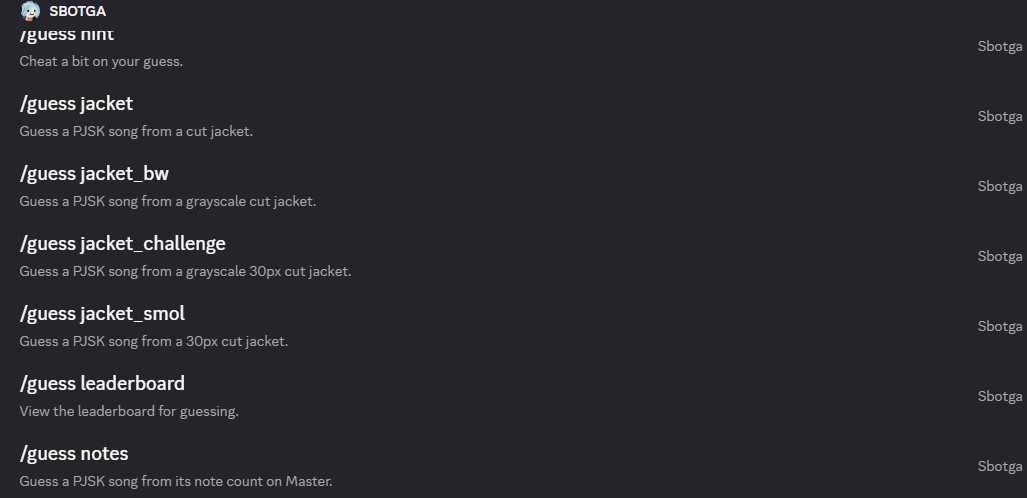 SBOTGA
/guess hint
Cheat a bit on your guess.
Sbotga
/guess jacket
Guess a PJSK song from a cut jacket.
Sbotga
/guess jacket_bw
Guess a PJSK song from a grayscale cut jacket.
Sbotga
/guess jacket_challenge
Guess a PJSK song from a grayscale 30px cut jacket.
Sbotga
/guess jacket_smol
Guess a PJSK song from a 30px cut jacket.
Sbotga
/guess leaderboard
View the leaderboard for guessing.
Sbotga
/guess notes
Guess a PJSK song from its note count on Master.
Sbotga